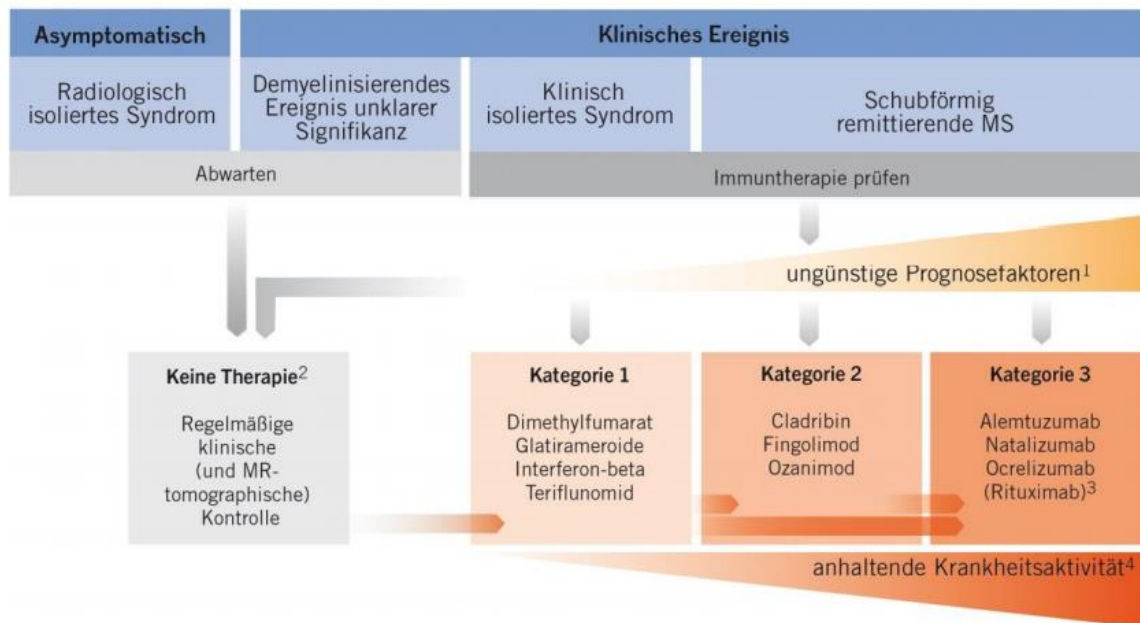 Asymptomatisch
Klinisches Ereignis
Radiologisch
isoliertes Syndrom
Demyelinisierendes
Ereignis unklarer
Signifikanz
Klinisch
isoliertes Syndrom
Schubförmig
remittierende MS
Abwarten
Immuntherapie prüfen
ungünstige Prognosefaktoren¹
Keine Therapie²
Regelmäßige
klinische
(und MR-
tomographische)
Kontrolle
Kategorie 1
Dimethylfumarat
Glatirameroide
Interferon-beta
Teriflunomid
Kategorie 2
Cladribin
Fingolimod
Ozanimod
Kategorie 3
Alemtuzumab
Natalizumab
Ocrelizumab
(Rituximab)³
anhaltende Krankheitsaktivität⁴